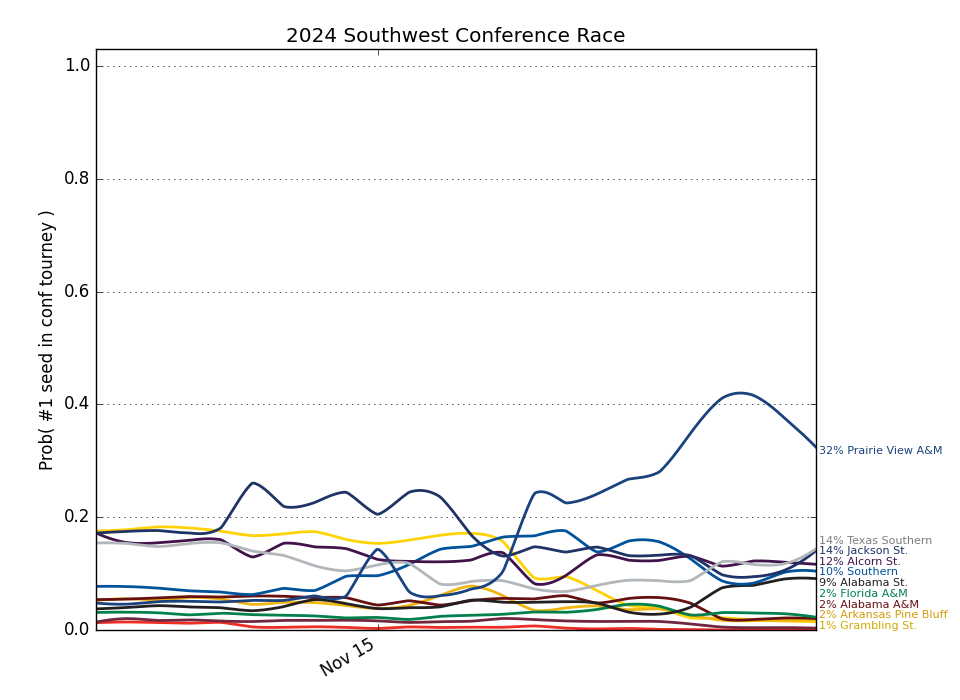 2024 Southwest Conference Race
Prob( #1 seed in conf tourney )
1.0
0.8
0.6
0.4
0.2
0.0
Nov 15
32% Prairie View A&M
14% Texas Southern
14% Jackson St.
12% Alcorn St.
10% Southern
9% Alabama St.
2% Florida A&M
2% Alabama A&M
2% Arkansas Pine Bluff
1% Grambling St.